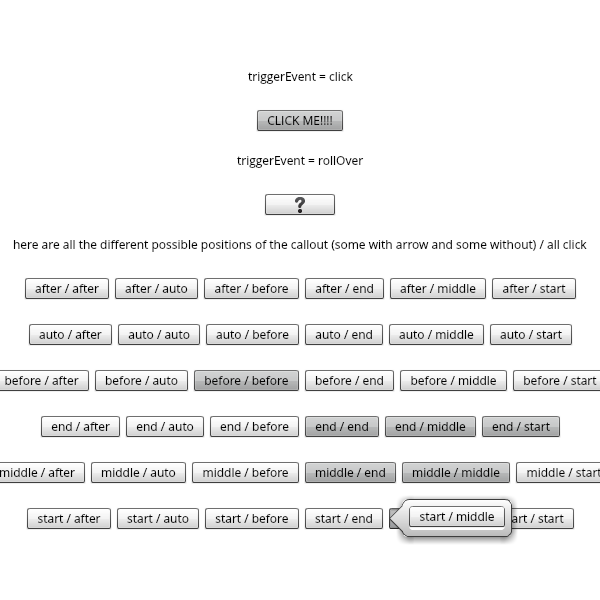 triggerEvent = click
CLICK ME!!!!
triggerEvent = rollOver
?
here are all the different possible positions of the callout (some with arrow and some without) / all click
after / after after / auto after / before after / end after / middle after / start
auto / after auto / auto auto / before auto / end auto / middle auto / start
before / after before / auto before / before before / end before / middle before / start
end / after end / auto end / before end / end end / middle end / start
middle / after middle / auto middle / before middle / end middle / middle middle / start
start / after start / auto start / before start / end start / middle art / start